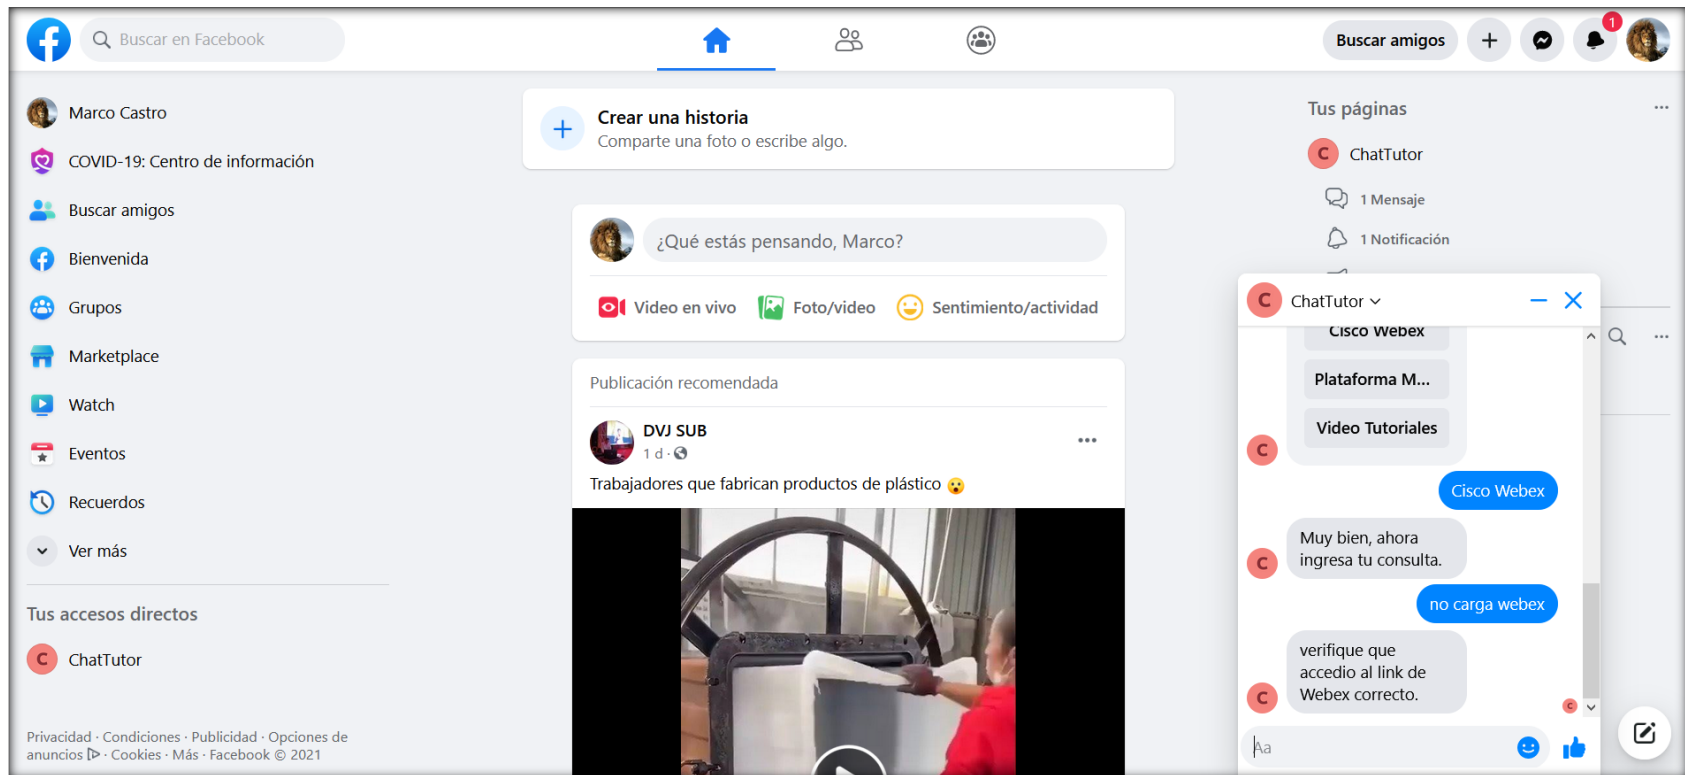 Buscar en Facebook
Buscar amigos
1
Marco Castro
COVID-19: Centro de información
Buscar amigos
Bienvenida
Grupos
Marketplace
Watch
Eventos
Recuerdos
Ver más
Tus accesos directos
C ChatTutor
Privacidad · Condiciones · Publicidad · Opciones de
anuncios · Cookies · Más · Facebook © 2021
Crear una historia
Comparte una foto o escribe algo.
¿Qué estás pensando, Marco?
Video en vivo Foto/video Sentimiento/actividad
Publicación recomendada
DVJ SUB
1 d ·
Trabajadores que fabrican productos de plástico 😮
Tus páginas
C ChatTutor
1 Mensaje
1 Notificación
C ChatTutor
Cisco Webex
Plataforma M...
Video Tutoriales
C
Cisco Webex
Muy bien, ahora
ingresa tu consulta.
C
no carga webex
verifique que
accedio al link de
Webex correcto.
C
C
Aa